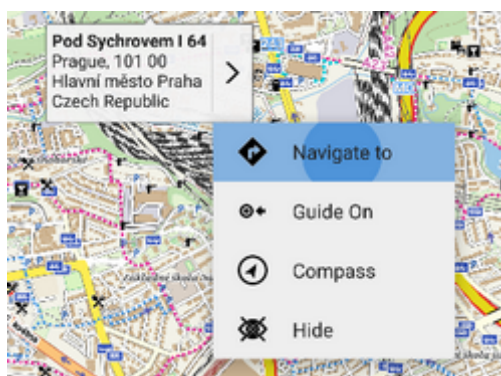 Pod Sychrovem I 64
Prague, 101 00
Hlavní město Praha
Czech Republic
Navigate to
Guide On
Compass
Hide